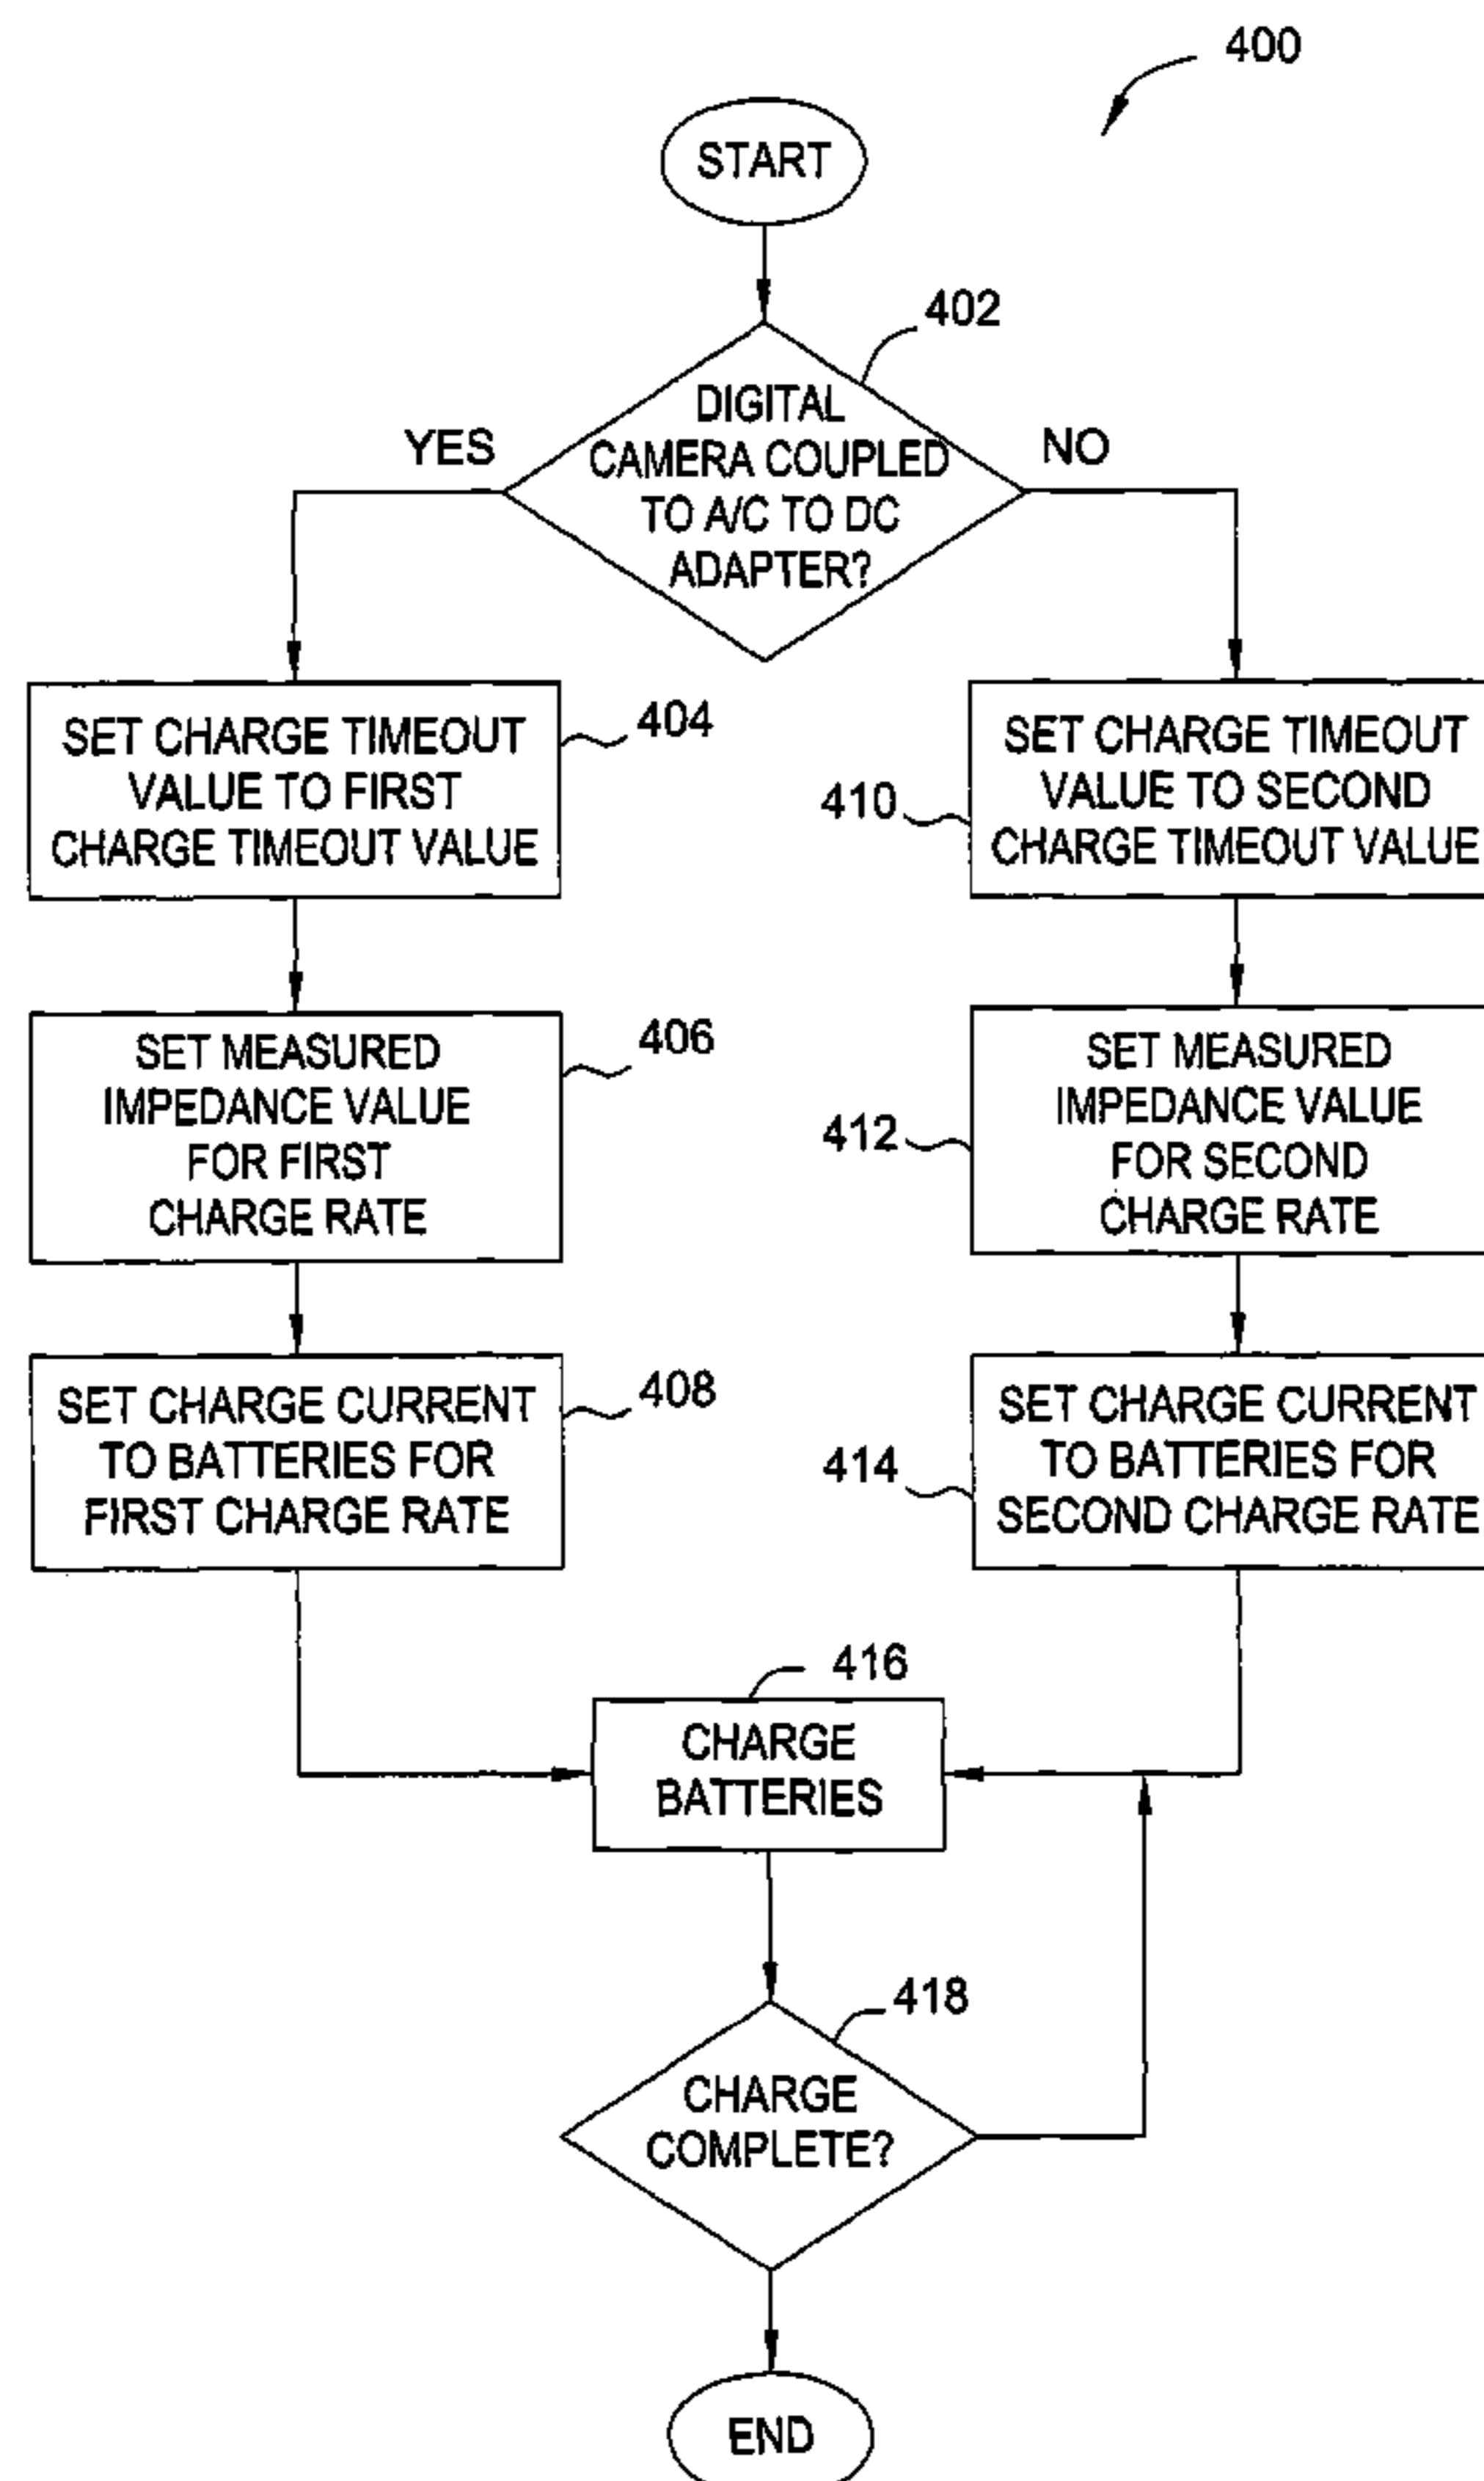 400
START
402
DIGITAL
CAMERA COUPLED
TO A/C TO DC
ADAPTER?
YES
NO
SET CHARGE TIMEOUT
VALUE TO FIRST
CHARGE TIMEOUT VALUE
404
SET CHARGE TIMEOUT
VALUE TO SECOND
CHARGE TIMEOUT VALUE
410
SET MEASURED
IMPEDANCE VALUE
FOR FIRST
CHARGE RATE
406
SET MEASURED
IMPEDANCE VALUE
FOR SECOND
CHARGE RATE
412
SET CHARGE CURRENT
TO BATTERIES FOR
FIRST CHARGE RATE
408
SET CHARGE CURRENT
TO BATTERIES FOR
SECOND CHARGE RATE
414
416
CHARGE
BATTERIES
418
CHARGE
COMPLETE?
END